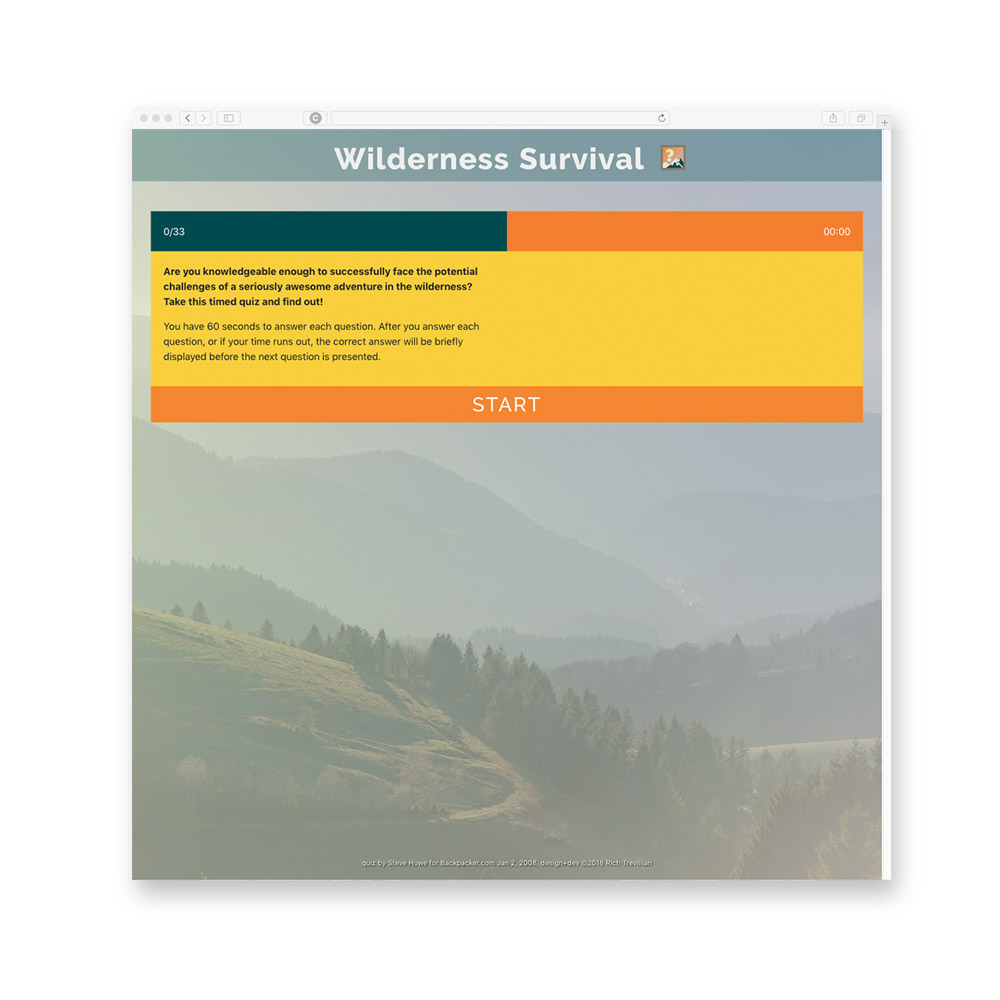 Wilderness Survival
0/33
00:00
Are you knowledgeable enough to successfully face the potential
challenges of a seriously awesome adventure in the wilderness?
Take this timed quiz and find out!
You have 60 seconds to answer each question. After you answer each
question, or if your time runs out, the correct answer will be briefly
displayed before the next question is presented.
START
quiz by Steve Howe for Backpacker.com Jan 2, 2008, design+dev ©2018 Rich Trevillian